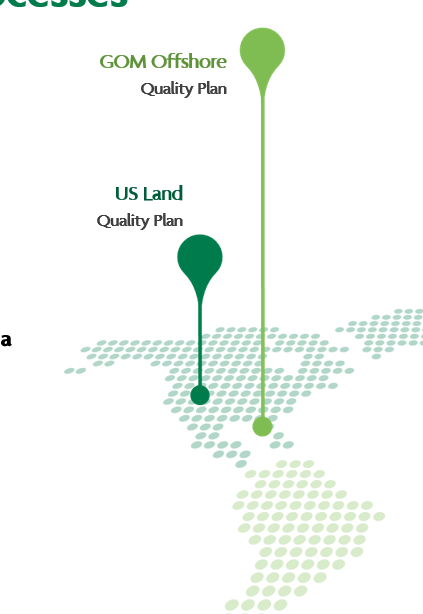 GOM Offshore
Quality Plan
US Land
Quality Plan
a